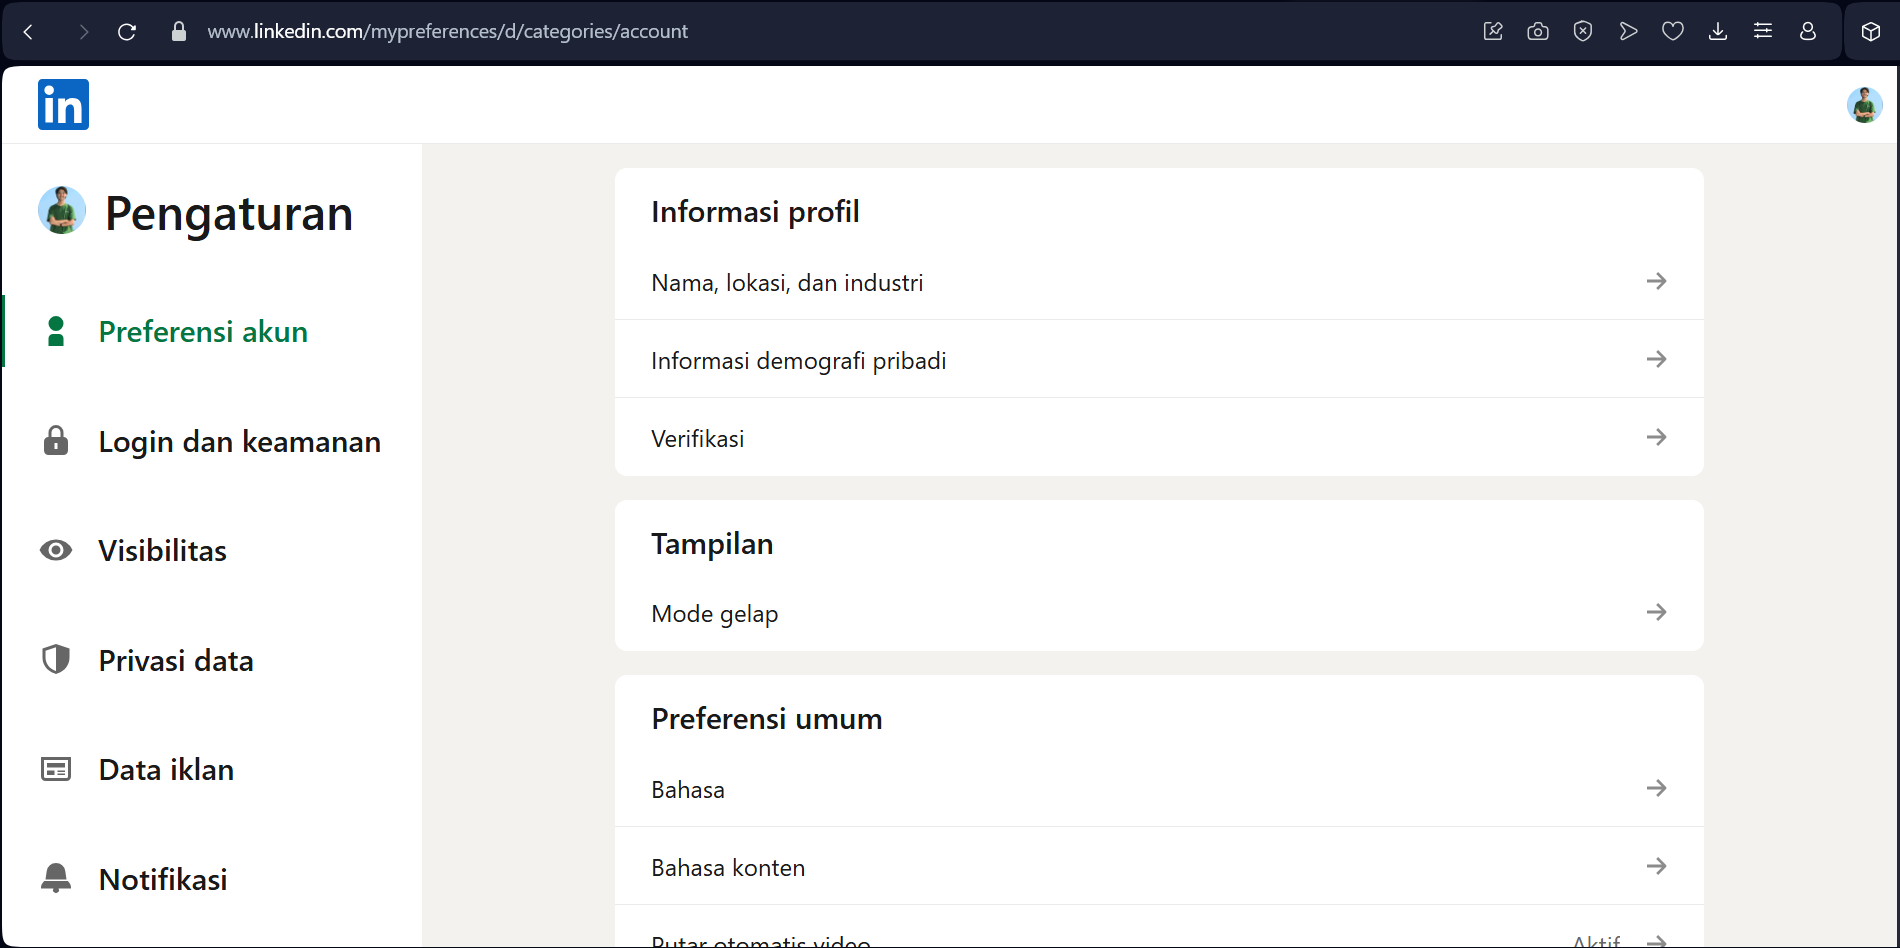 www.linkedin.com/mypreferences/d/categories/account
in
Pengaturan
Preferensi akun
Login dan keamanan
Visibilitas
Privasi data
Data iklan
Notifikasi
Informasi profil
Nama, lokasi, dan industri
Informasi demografi pribadi
Verifikasi
Tampilan
Mode gelap
Preferensi umum
Bahasa
Bahasa konten
Putar otomatis video Aktif